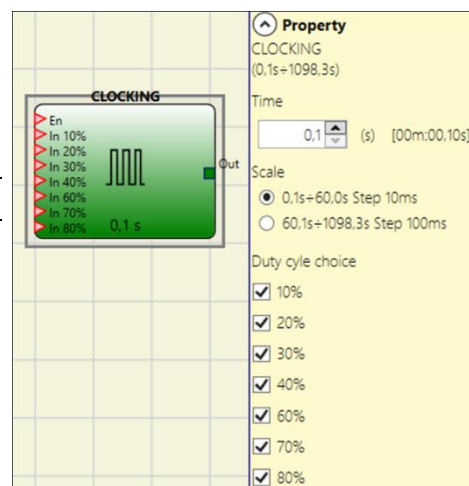 CLOCKING
En
In 10%
In 20%
In 30%
In 40%
In 60%
In 70%
In 80%
0,1 s
Out
Property
CLOCKING
(0,1s÷1098,3s)
Time
0,1 (s) [00m:00,10s]
Scale
0,1s÷60,0s Step 10ms
60,1s÷1098,3s Step 100ms
Duty cyle choice
10%
20%
30%
40%
60%
70%
80%